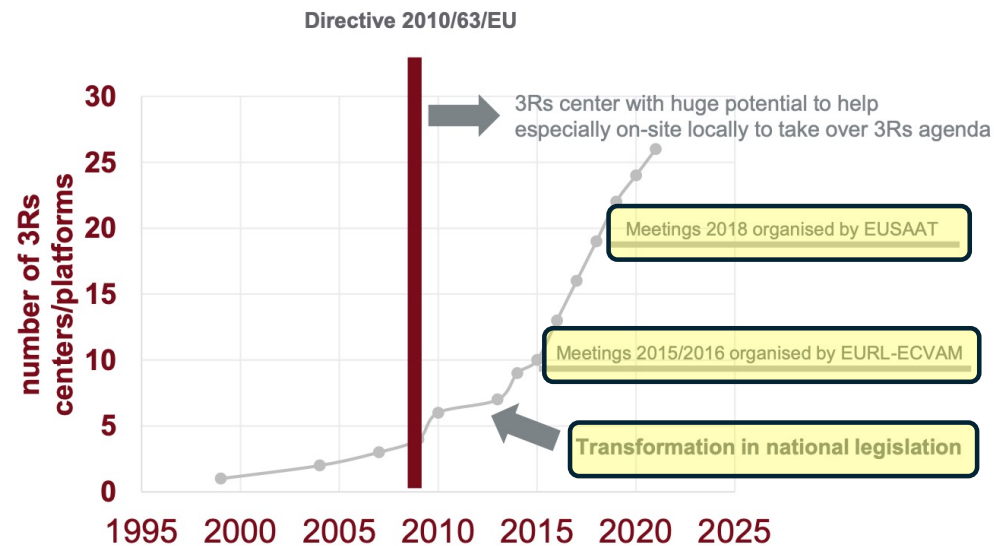 Directive 2010/63/EU
3Rs center with huge potential to help
especially on-site locally to take over 3Rs agenda
number of 3Rs
centers/platforms
30
25
20
15
10
5
0
Meetings 2018 organised by EUSAAT
Meetings 2015/2016 organised by EURL-ECVAM
Transformation in national legislation
1995 2000 2005 2010 2015 2020 2025